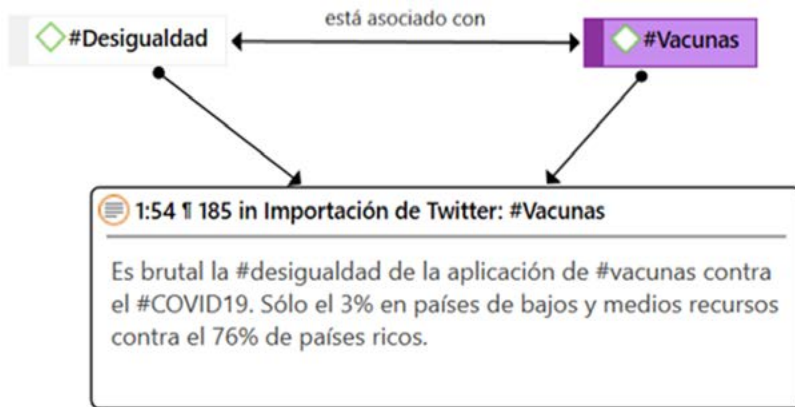 está asociado con
#Desigualdad
#Vacunas
1:54 ¶ 185 in Importación de Twitter: #Vacunas
Es brutal la #desigualdad de la aplicación de #vacunas contra
el #COVID19. Sólo el 3% en países de bajos y medios recursos
contra el 76% de países ricos.